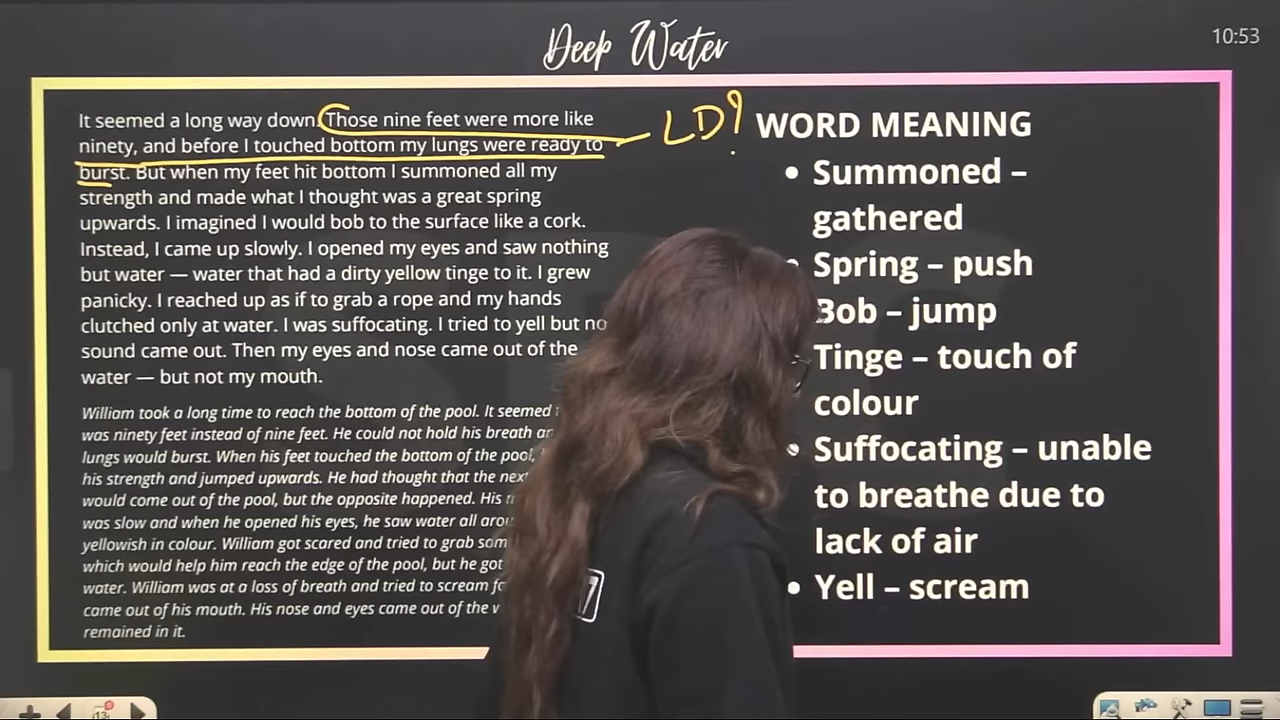 Deep Water
10:53
It seemed a long way down. Those nine feet were more like
ninety, and before I touched bottom my lungs were ready to
burst. But when my feet hit bottom I summoned all my
strength and made what I thought was a great spring
upwards. I imagined I would bob to the surface like a cork.
Instead, I came up slowly. I opened my eyes and saw nothing
but water — water that had a dirty yellow tinge to it. I grew
panicky. I reached up as if to grab a rope and my hands
clutched only at water. I was suffocating. I tried to yell but no
sound came out. Then my eyes and nose came out of the
water — but not my mouth.
William took a long time to reach the bottom of the pool. It seemed
was ninety feet instead of nine feet. He could not hold his breath
lungs would burst. When his feet touched the bottom of the pool,
his strength and jumped upwards. He had thought that the next
would come out of the pool, but the opposite happened. His
was slow and when he opened his eyes, he saw water all
yellowish in colour. William got scared and tried to grab
which would help him reach the edge of the pool, but he got
water. William was at a loss of breath and tried to scream
came out of his mouth. His nose and eyes came out of the
remained in it.
LD?
WORD MEANING
• Summoned –
gathered
• Spring – push
Bob – jump
Tinge – touch of
colour
• Suffocating – unable
to breathe due to
lack of air
• Yell – scream